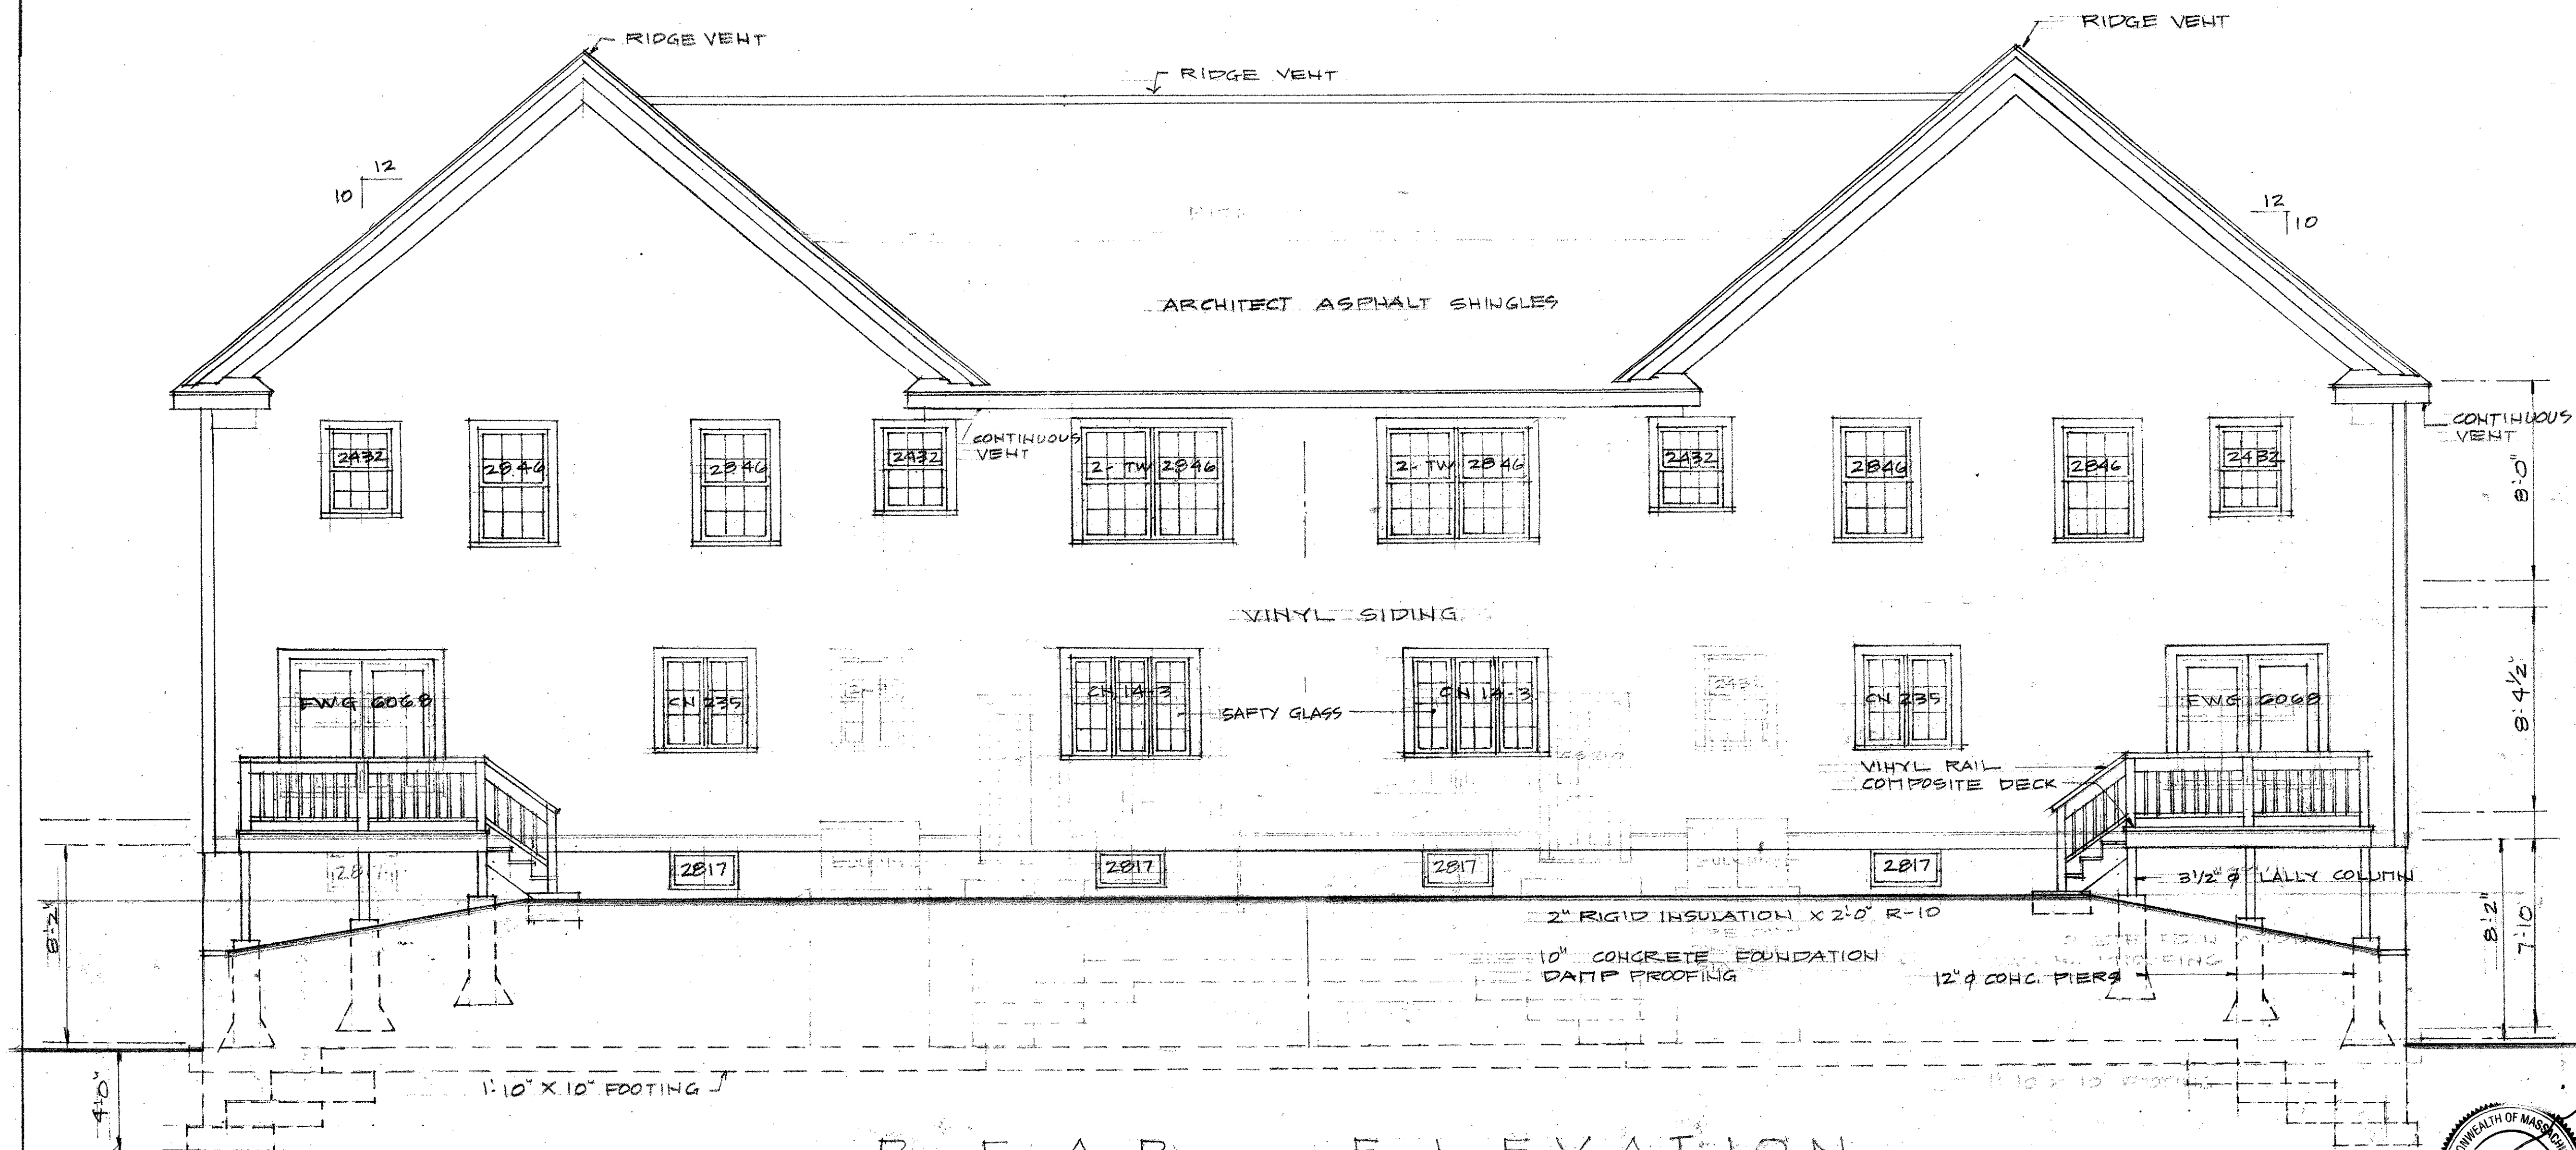 RIDGE VENT
RIDGE VENT
RIDGE VENT
12
10
12
10
ARCHITECT ASPHALT SHINGLES
CONTINUOUS
VENT
CONTINUOUS
VENT
2432
2846
2846
2432
2-TW 2846
2-TW 2846
2432
2846
2846
2432
8'-0"
VINYL SIDING
FWG 6068
CN 235
CN 14-3
SAFTY GLASS
CN 14-3
CN 235
FWG 6068
8'-4 1/2"
VINYL RAIL
COMPOSITE DECK
2817
2817
2817
2817
2817
3 1/2" φ LALLY COLUMN
2" RIGID INSULATION X 2'-0" R-10
10" CONCRETE FOUNDATION
DAMP PROOFING
12" φ CONC. PIERS
8'-2"
8'-2"
7'-10
1'-10" X 10" FOOTING
4'-0"
REAR ELEVATION